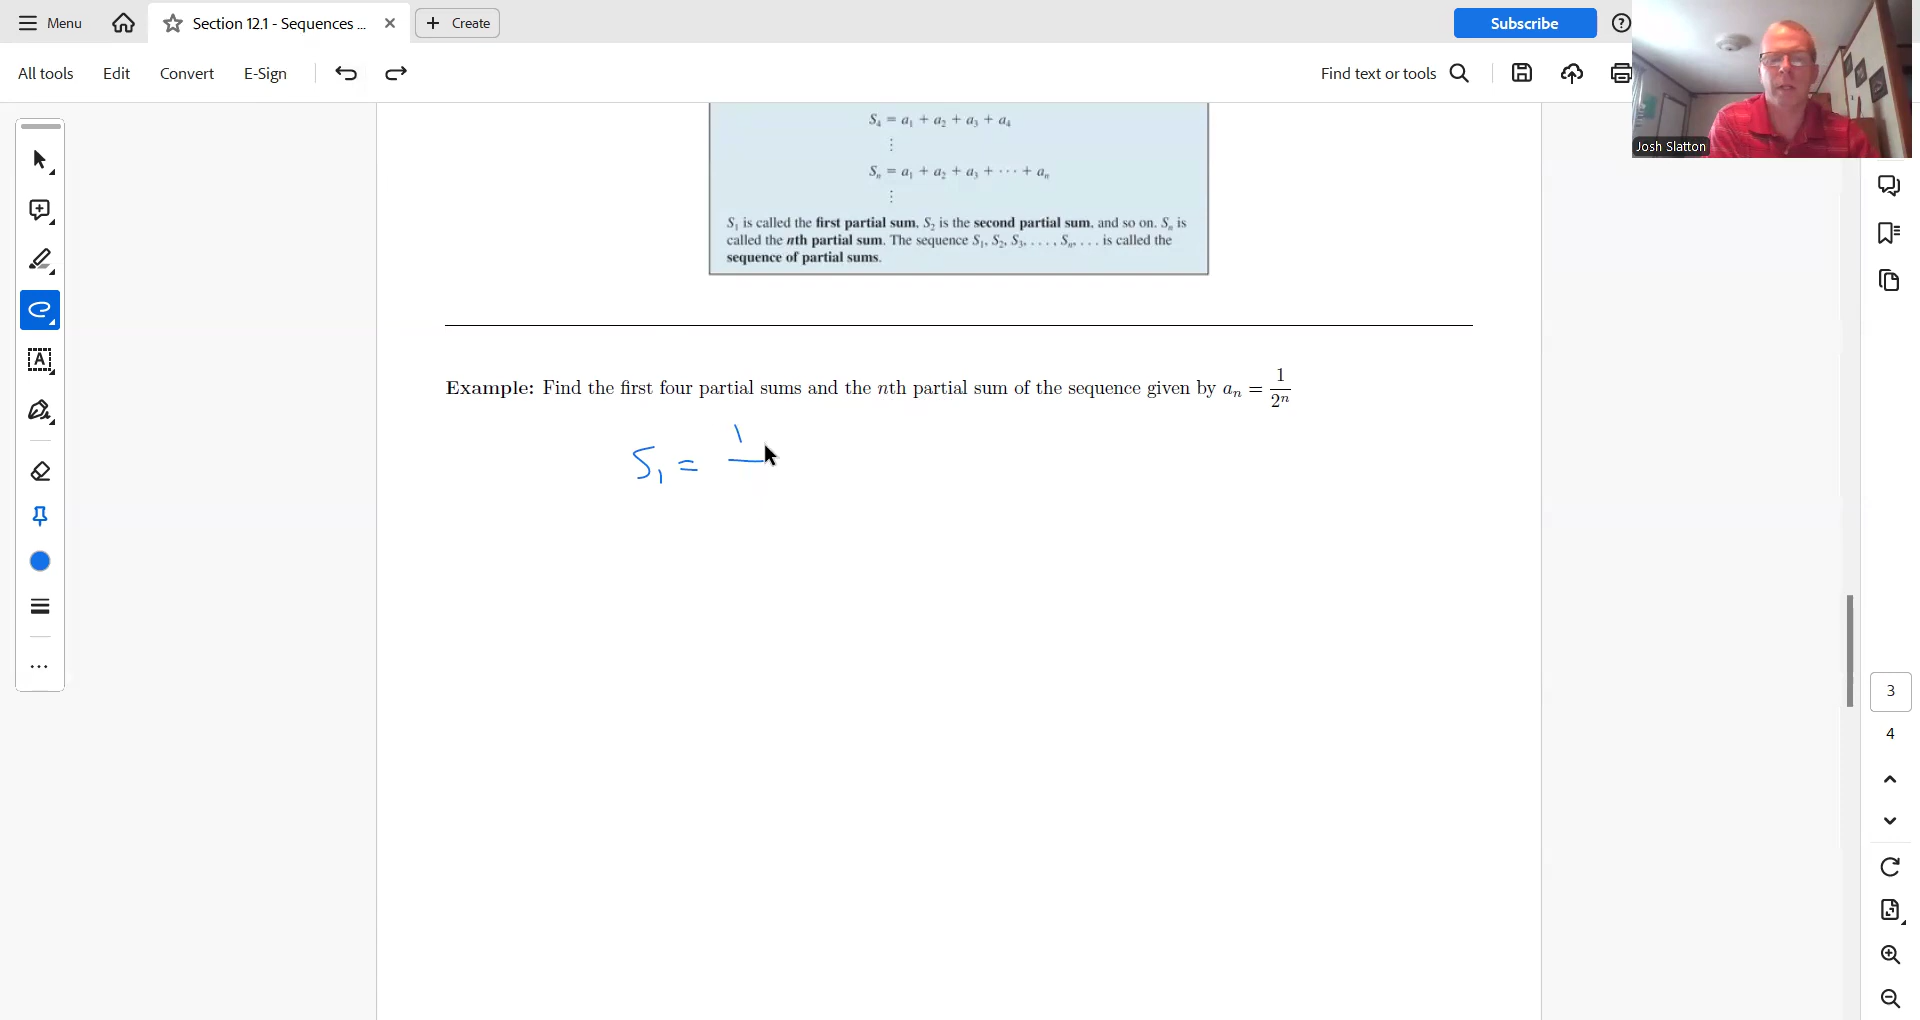 Menu
Section 12.1 - Sequences ...
Create
Subscribe
All tools
Edit
Convert
E-Sign
Find text or tools
Josh Slatton
S₄ = a₁ + a₂ + a₃ + a₄
⋮
Sₙ = a₁ + a₂ + a₃ + ··· + aₙ
⋮
S₁ is called the first partial sum, S₂ is the second partial sum, and so on. Sₙ is
called the nth partial sum. The sequence S₁, S₂, S₃, . . . , Sₙ, . . . is called the
sequence of partial sums.
Example: Find the first four partial sums and the nth partial sum of the sequence given by aₙ = 1/2ⁿ
S₁ = 1
3
4